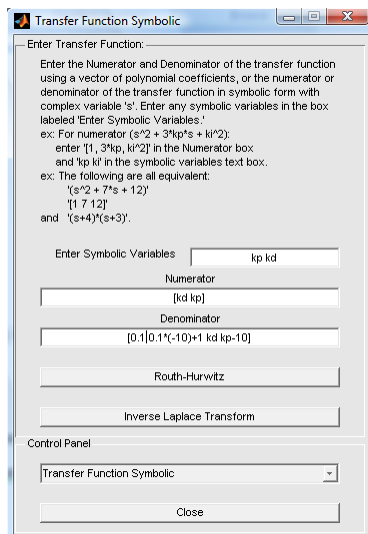 Transfer Function Symbolic
Enter Transfer Function:
Enter the Numerator and Denominator of the transfer function
using a vector of polynomial coefficients, or the numerator or
denominator of the transfer function in symbolic form with
complex variable 's'. Enter any symbolic variables in the box
labeled 'Enter Symbolic Variables.'
ex: For numerator (s^2 + 3*kp*s + ki^2):
enter '[1, 3*kp, ki^2]' in the Numerator box
and 'kp ki' in the symbolic variables text box.
ex: The following are all equivalent:
'(s^2 + 7*s + 12)'
'[1 7 12]'
and '(s+4)*(s+3)'.
Enter Symbolic Variables
kp kd
Numerator
[kd kp]
Denominator
[0.1 0.1*(-10)+1 kd kp-10]
Routh-Hurwitz
Inverse Laplace Transform
Control Panel
Transfer Function Symbolic
Close